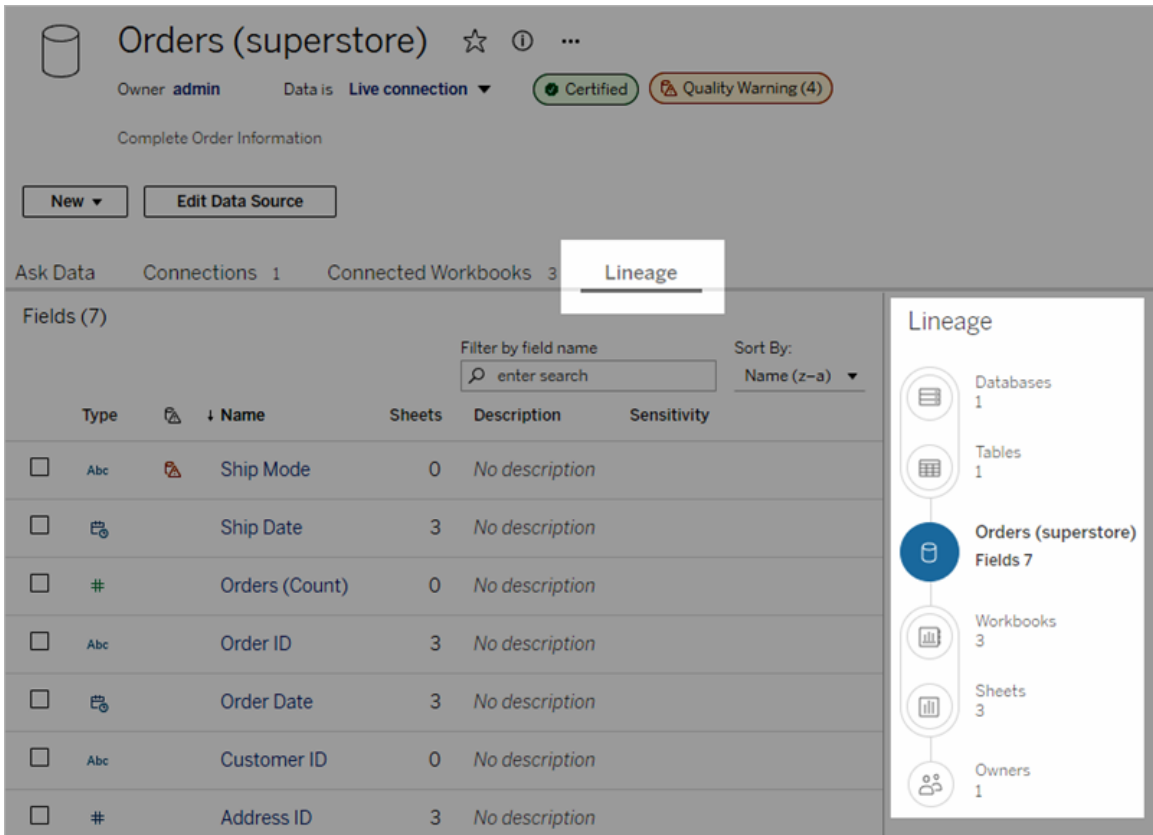 Orders (superstore)
Owner admin Data is Live connection Certified Quality Warning (4)
Complete Order Information
New Edit Data Source
Ask Data Connections 1 Connected Workbooks 3 Lineage
Fields (7)
Filter by field name Sort By:
enter search Name (z–a)
Type Name Sheets Description Sensitivity
Abc Ship Mode 0 No description
Ship Date 3 No description
# Orders (Count) 0 No description
Abc Order ID 3 No description
Order Date 3 No description
Abc Customer ID 0 No description
# Address ID 3 No description
Lineage
Databases
1
Tables
1
Orders (superstore)
Fields 7
Workbooks
3
Sheets
3
Owners
1